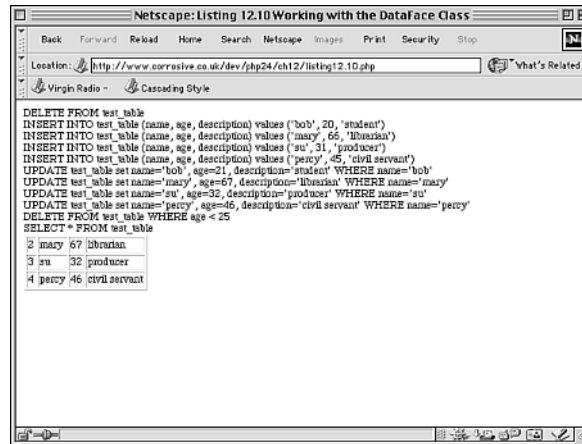 Netscape: Listing 12.10 Working with the DataFace Class
Back Forward Reload Home Search Netscape Images Print Security Stop
Location: http://www.corrosive.co.uk/dev/php24/ch12/listing12.10.php What's Related
Virgin Radio - Cascading Style
DELETE FROM test_table
INSERT INTO test_table (name, age, description) values ('bob', 20, 'student')
INSERT INTO test_table (name, age, description) values ('mary', 66, 'librarian')
INSERT INTO test_table (name, age, description) values ('su', 31, 'producer')
INSERT INTO test_table (name, age, description) values ('percy', 45, 'civil servant')
UPDATE test_table set name='bob', age=21, description='student' WHERE name='bob'
UPDATE test_table set name='mary', age=67, description='librarian' WHERE name='mary'
UPDATE test_table set name='su', age=32, description='producer' WHERE name='su'
UPDATE test_table set name='percy', age=46, description='civil servant' WHERE name='percy'
DELETE FROM test_table WHERE age < 25
SELECT * FROM test_table
2 mary 67 librarian
3 su 32 producer
4 percy 46 civil servant